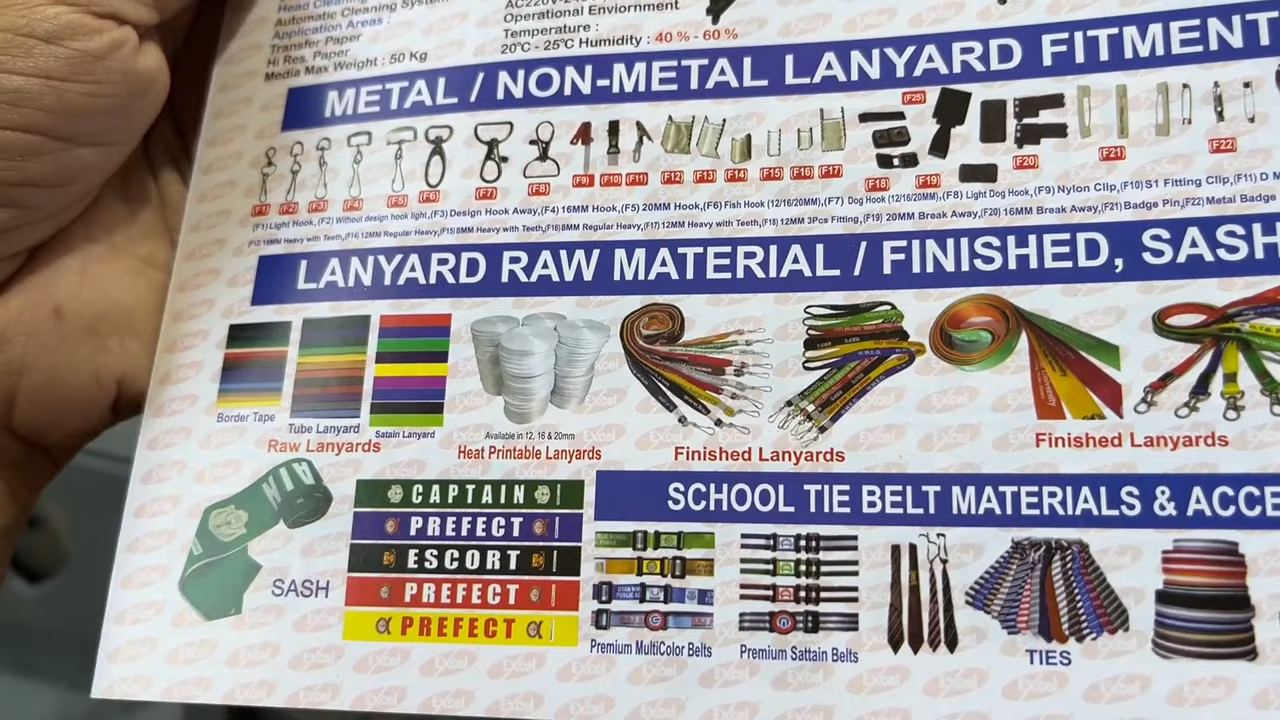 Head Cleaning
Automatic Cleaning System
Application Areas :
Transfer Paper
Hi Res. Paper
Media Max Weight : 50 Kg
Operational Enviornment
Temperature :
20°C - 25°C Humidity : 40 % - 60 %
METAL / NON-METAL LANYARD FITMENT
(F1) (F2) (F3) (F4) (F5) (F6) (F7) (F8) (F9) (F10) (F11) (F12) (F13) (F14) (F15) (F16) (F17) (F18) (F19) (F25) (F20) (F21) (F22)
(F1) Light Hook,(F2) Without design hook light,(F3) Design Hook Away,(F4) 16MM Hook,(F5) 20MM Hook,(F6) Fish Hook (12/16/20MM),(F7) Dog Hook (12/16/20MM),(F8) Light Dog Hook,(F9) Nylon Clip,(F10) S1 Fitting Clip,(F11) D M
16MM Heavy with Teeth,(F14) 12MM Regular Heavy,(F15) 8MM Heavy with Teeth,(F16) 8MM Regular Heavy,(F17) 12MM Heavy with Teeth,(F18) 12MM 3Pcs Fitting,(F19) 20MM Break Away,(F20) 16MM Break Away,(F21) Badge Pin,(F22) Metal Badge
LANYARD RAW MATERIAL / FINISHED, SASH
Border Tape
Tube Lanyard
Satain Lanyard
Raw Lanyards
Available in 12, 16 & 20mm
Heat Printable Lanyards
Finished Lanyards
Finished Lanyards
AIN
SASH
CAPTAIN
PREFECT
ESCORT
PREFECT
PREFECT
SCHOOL TIE BELT MATERIALS & ACCE
Premium MultiColor Belts
Premium Sattain Belts
TIES
Excel